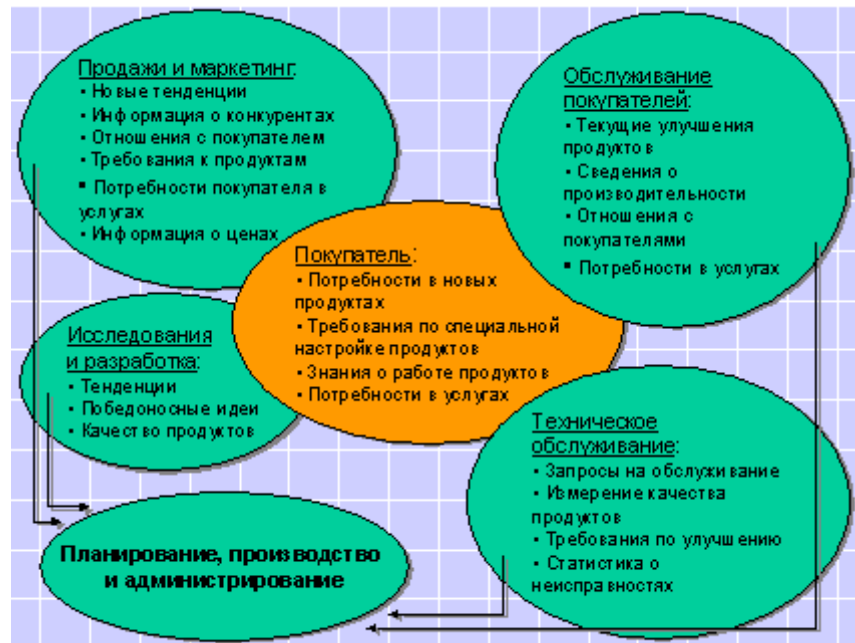 Продажи и маркетинг:
• Новые тенденции
• Информация о конкурентах
• Отношения с покупателем
• Требования к продуктам
▪ Потребности покупателя в
услугах
• Информация о ценах
Обслуживание
покупателей:
• Текущие улучшения
продуктов
• Сведения о
производительности
• Отношения с
покупателями
▪ Потребности в услугах
Покупатель:
• Потребности в новых
продуктах
• Требования по специальной
настройке продуктов
• Знания о работе продуктов
• Потребности в услугах
Исследования
и разработка:
• Тенденции
• Победоносные идеи
• Качество продуктов
Техническое
обслуживание:
• Запросы на обслуживание
• Измерение качества
продуктов
• Требования по улучшению
• Статистика о
неисправностях
Планирование, производство
и администрирование